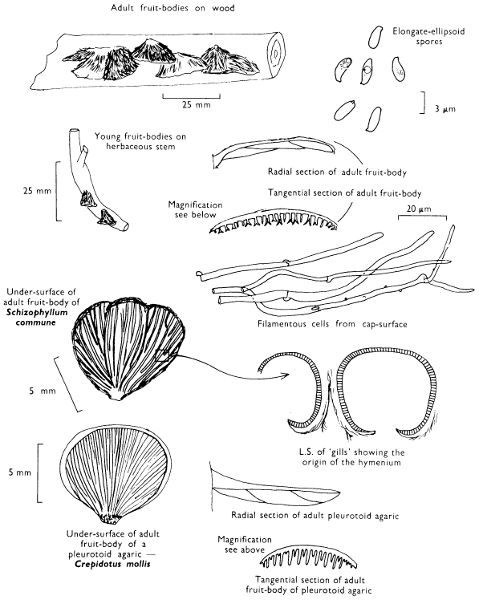 Adult fruit-bodies on wood
25 mm
Elongate-ellipsoid
spores
3 µm
Young fruit-bodies on
herbaceous stem
25 mm
Radial section of adult fruit-body
Tangential section of adult fruit-body
Magnification
see below
20 µm
Filamentous cells from cap-surface
Under-surface of
adult fruit-body of
Schizophyllum
commune
5 mm
L.S. of 'gills' showing the
origin of the hymenium
5 mm
Under-surface of adult
fruit-body of a
pleurotoid agaric —
Crepidotus mollis
Radial section of adult pleurotoid agaric
Magnification
see above
Tangential section of adult
fruit-body of pleurotoid agaric